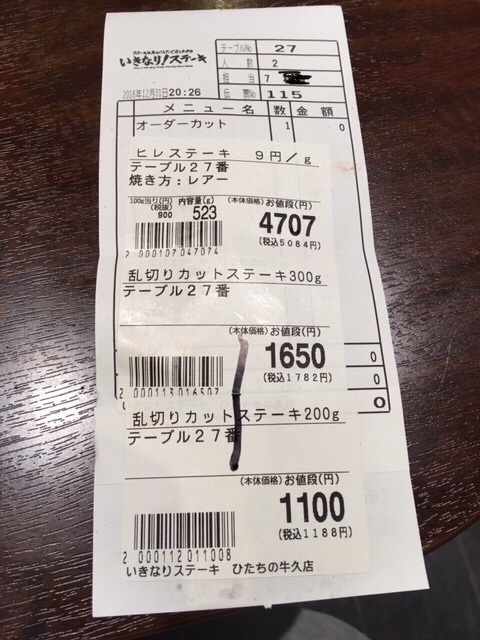 いきなり!ステーキ
テーブルNo 27
人数 2
担当 7
2018年12月31日20:26
伝票No 115
メニュー名 数 金額
オーダーカット 1 0
ヒレステーキ 9円/g
テーブル27番
焼き方:レアー
100g当り(円) 内容量(g) (本体価格)お値段(円)
(税抜)
900 523 4707
(税込5084円)
2 000107047074
乱切りカットステーキ300g
テーブル27番
(本体価格)お値段(円)
1650
0
(税込1782円)
0
2 000113016507
0
乱切りカットステーキ200g
テーブル27番
(本体価格)お値段(円)
1100
(税込1188円)
2 000112011008
いきなりステーキ ひたちの牛久店